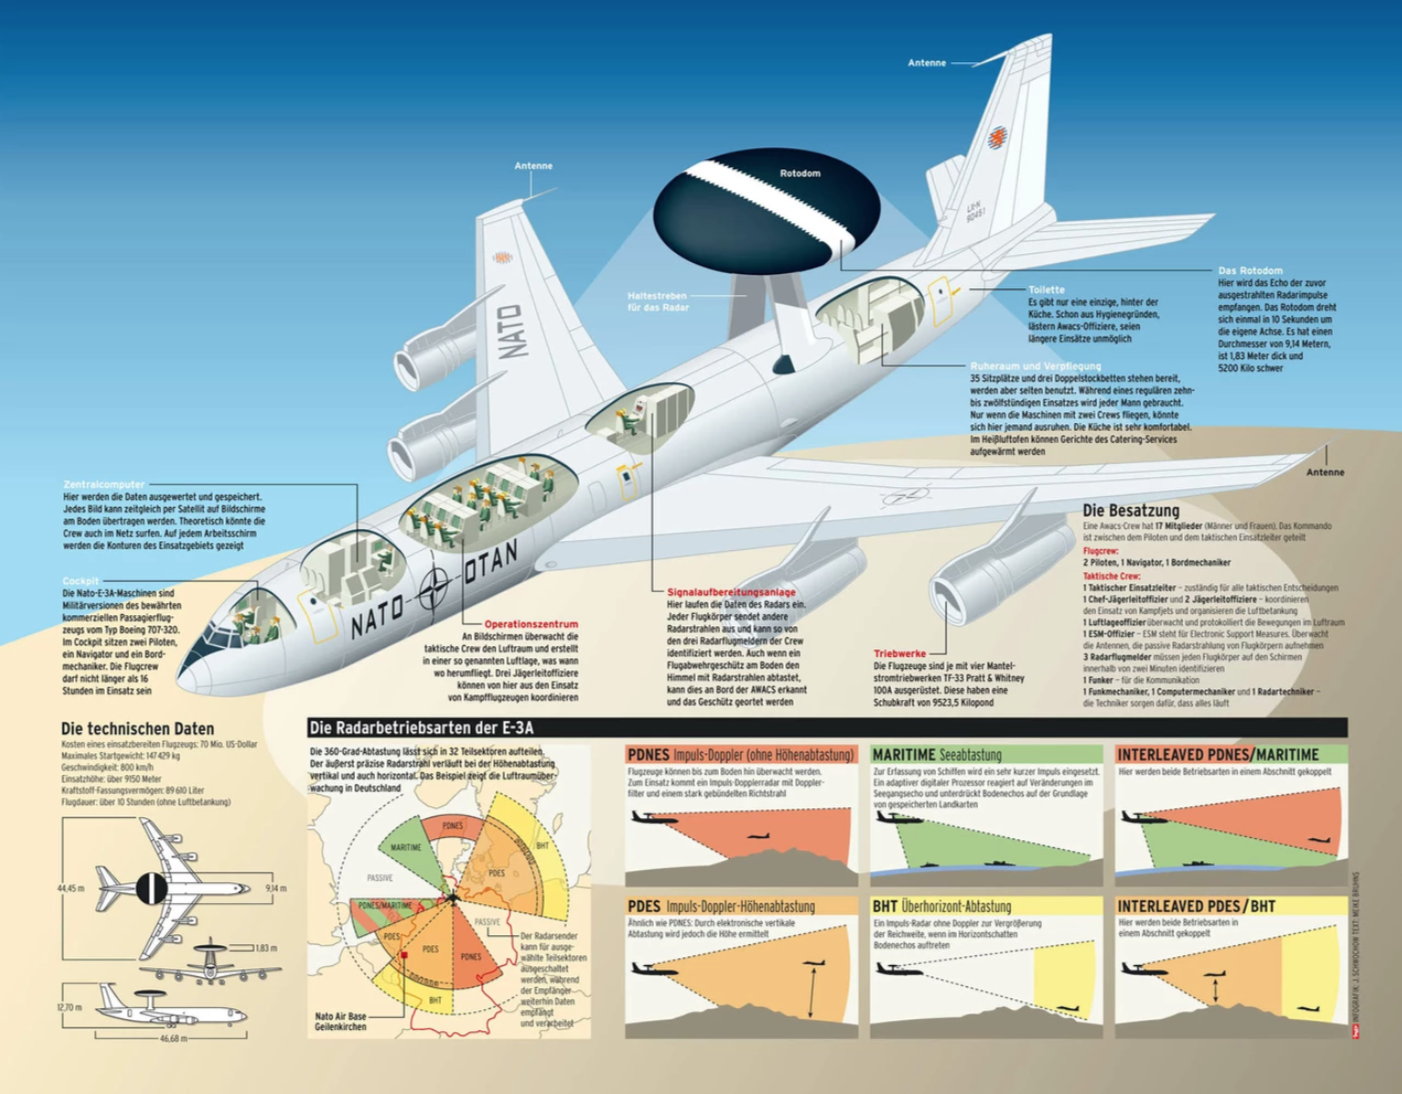 Antenne
Antenne
Rotodom
LX-N
90451
NATO
Haltestreben
für das Radar
Das Rotodom
Hier wird das Echo der zuvor
ausgestrahlten Radarimpulse
empfangen. Das Rotodom dreht
sich einmal in 10 Sekunden um
die eigene Achse. Es hat einen
Durchmesser von 9,14 Metern,
ist 1,83 Meter dick und
5200 Kilo schwer
Toilette
Es gibt nur eine einzige, hinter der
Küche. Schon aus Hygienegründen,
lästern Awacs-Offiziere, seien
längere Einsätze unmöglich
Ruheraum und Verpflegung
35 Sitzplätze und drei Doppelstockbetten stehen bereit,
werden aber selten benutzt. Während eines regulären zehn-
bis zwölfstündigen Einsatzes wird jeder Mann gebraucht.
Nur wenn die Maschinen mit zwei Crews fliegen, könnte
sich hier jemand ausruhen. Die Küche ist sehr komfortabel.
Im Heißluftofen können Gerichte des Catering-Services
aufgewärmt werden
Antenne
Zentralcomputer
Hier werden die Daten ausgewertet und gespeichert.
Jedes Bild kann zeitgleich per Satellit auf Bildschirme
am Boden übertragen werden. Theoretisch könnte die
Crew auch im Netz surfen. Auf jedem Arbeitsschirm
werden die Konturen des Einsatzgebiets gezeigt
Cockpit
Die Nato-E-3A-Maschinen sind
Militärversionen des bewährten
kommerziellen Passagierflug-
zeugs vom Typ Boeing 707-320.
Im Cockpit sitzen zwei Piloten,
ein Navigator und ein Bord-
mechaniker. Die Flugcrew
darf nicht länger als 16
Stunden im Einsatz sein
NATO OTAN
Operationszentrum
An Bildschirmen überwacht die
taktische Crew den Luftraum und erstellt
in einer so genannten Luftlage, was wann
wo herumfliegt. Drei Jägerleitoffiziere
können von hier aus den Einsatz
von Kampfflugzeugen koordinieren
Signalaufbereitungsanlage
Hier laufen die Daten des Radars ein.
Jeder Flugkörper sendet andere
Radarstrahlen aus und kann so von
den drei Radarflugmeldern der Crew
identifiziert werden. Auch wenn ein
Flugabwehrgeschütz am Boden den
Himmel mit Radarstrahlen abtastet,
kann dies an Bord der AWACS erkannt
und das Geschütz geortet werden
Triebwerke
Die Flugzeuge sind je mit vier Mantel-
stromtriebwerken TF-33 Pratt & Whitney
100A ausgerüstet. Diese haben eine
Schubkraft von 9523,5 Kilopond
Die Besatzung
Eine Awacs-Crew hat 17 Mitglieder (Männer und Frauen). Das Kommando
ist zwischen dem Piloten und dem taktischen Einsatzleiter geteilt
Flugcrew:
2 Piloten, 1 Navigator, 1 Bordmechaniker
Taktische Crew:
1 Taktischer Einsatzleiter – zuständig für alle taktischen Entscheidungen
1 Chef-Jägerleitoffizier und 2 Jägerleitoffiziere – koordinieren
den Einsatz von Kampfjets und organisieren die Luftbetankung
1 Luftlageoffizier überwacht und protokolliert die Bewegungen im Luftraum
1 ESM-Offizier – ESM steht für Electronic Support Measures. Überwacht
die Antennen, die passive Radarstrahlung von Flugkörpern aufnehmen
3 Radarflugmelder müssen jeden Flugkörper auf den Schirmen
innerhalb von zwei Minuten identifizieren
1 Funker – für die Kommunikation
1 Funkmechaniker, 1 Computermechaniker und 1 Radartechniker –
die Techniker sorgen dafür, dass alles läuft
Die technischen Daten
Kosten eines einsatzbereiten Flugzeugs: 70 Mio. US-Dollar
Maximales Startgewicht: 147 429 kg
Geschwindigkeit: 800 km/h
Einsatzhöhe: über 9150 Meter
Kraftstoff-Fassungsvermögen: 89 610 Liter
Flugdauer: über 10 Stunden (ohne Luftbetankung)
44,45 m
9,14 m
1,83 m
12,70 m
46,68 m
Die Radarbetriebsarten der E-3A
Die 360-Grad-Abtastung lässt sich in 32 Teilsektoren aufteilen.
Der äußerst präzise Radarstrahl verläuft bei der Höhenabtastung
vertikal und auch horizontal. Das Beispiel zeigt die Luftraumüber-
wachung in Deutschland
PDNES
MARITIME
BHT
PASSIVE
PDES
PDNES/MARITIME
PASSIVE
PDES
PDES
PDNES
BHT
Der Radarsender
kann für ausge-
wählte Teilsektoren
ausgeschaltet
werden, während
der Empfänger
weiterhin Daten
empfängt
und verarbeitet
Nato Air Base
Geilenkirchen
PDNES Impuls-Doppler (ohne Höhenabtastung)
Flugzeuge können bis zum Boden hin überwacht werden.
Zum Einsatz kommt ein Impuls-Dopplerradar mit Doppler-
filter und einem stark gebündelten Richtstrahl
MARITIME Seeabtastung
Zur Erfassung von Schiffen wird ein sehr kurzer Impuls eingesetzt.
Ein adaptiver digitaler Prozessor reagiert auf Veränderungen im
Seegangsecho und unterdrückt Bodenechos auf der Grundlage
von gespeicherten Landkarten
INTERLEAVED PDNES/MARITIME
Hier werden beide Betriebsarten in einem Abschnitt gekoppelt
PDES Impuls-Doppler-Höhenabtastung
Ähnlich wie PDNES: Durch elektronische vertikale
Abtastung wird jedoch die Höhe ermittelt
BHT Überhorizont-Abtastung
Ein Impuls-Radar ohne Doppler zur Vergrößerung
der Reichweite, wenn im Horizontschatten
Bodenechos auftreten
INTERLEAVED PDES/BHT
Hier werden beide Betriebsarten in
einem Abschnitt gekoppelt
INFOGRAFIK: J. SCHWOCHOW TEXT: MEIKE BRUHNS